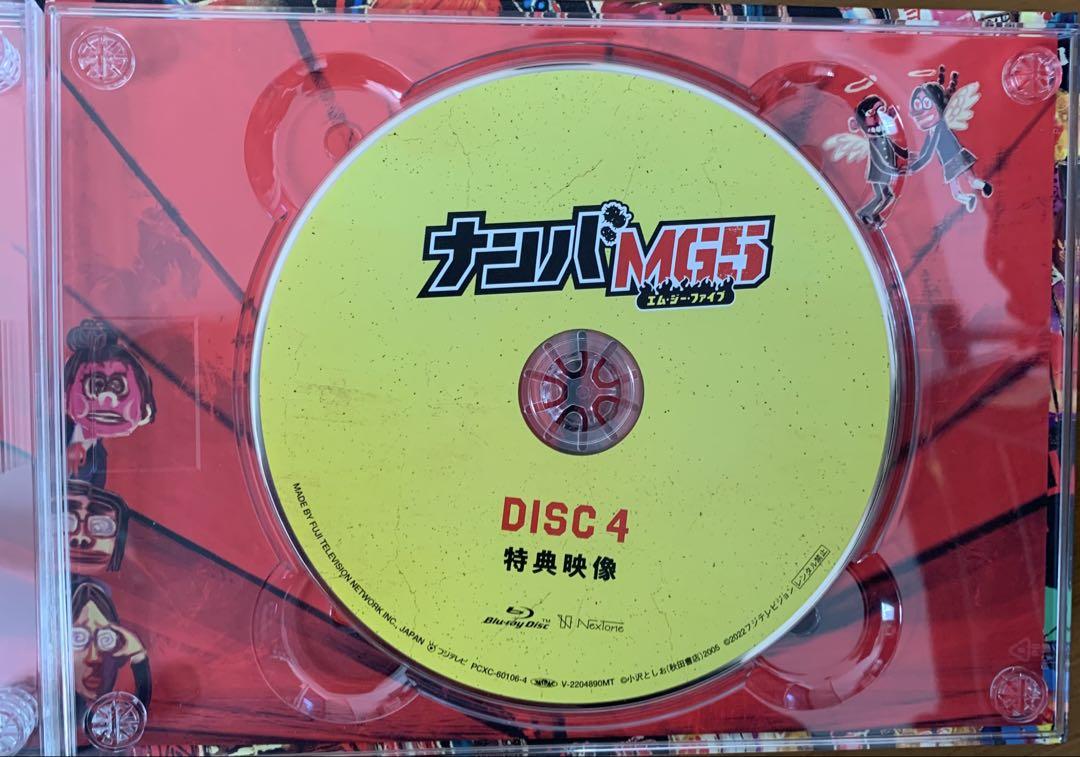 ナンバMG5
エム・ジー・ファイブ
DISC 4
特典映像
Blu-ray Disc™ NexTone
MADE BY FUJI TELEVISION NETWORK INC., JAPAN フジテレビ PCXC-60106-4 V-2204890MT ©小沢としお(秋田書店)2005 ©2022フジテレビジョン レンタル禁止